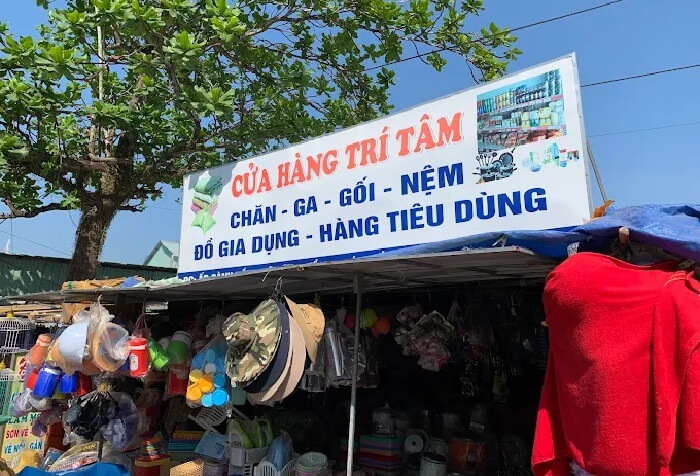 CỬA HÀNG TRÍ TÂM
CHĂN - GA - GỐI - NỆM
ĐỒ GIA DỤNG - HÀNG TIÊU DÙNG